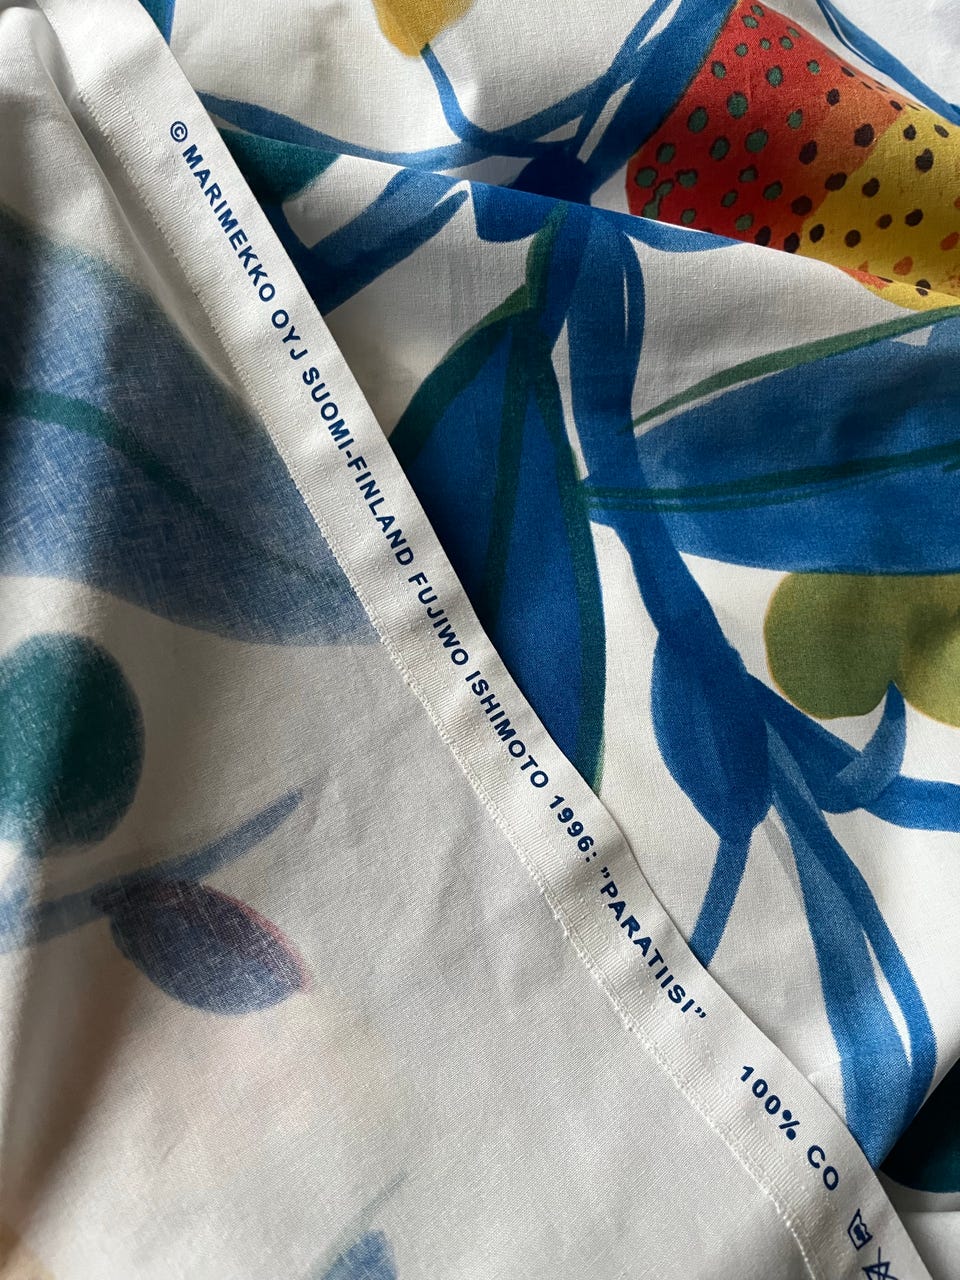 © MARIMEKKO OYJ SUOMI-FINLAND FUJIWO ISHIMOTO 1996: ”PARATIISI” 100% CO